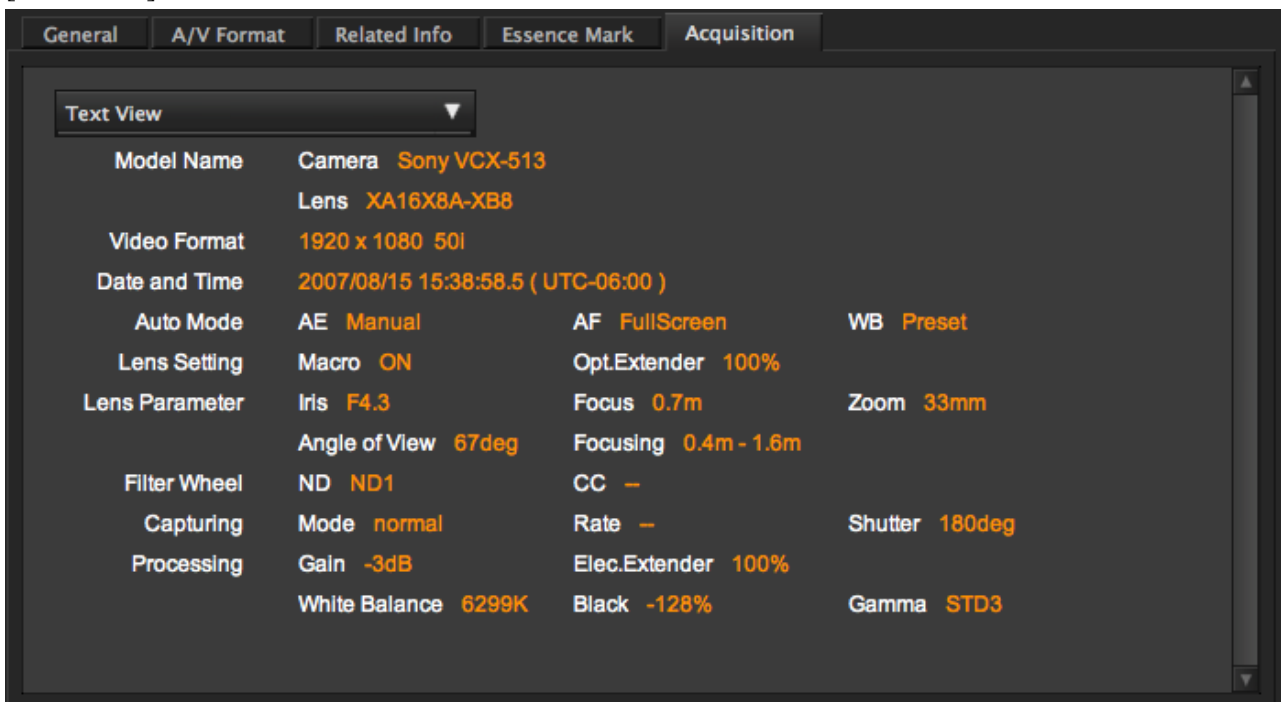 General A/V Format Related Info Essence Mark Acquisition
Text View
Model Name Camera Sony VCX-513
Lens XA16X8A-XB8
Video Format 1920 x 1080 50i
Date and Time 2007/08/15 15:38:58.5 ( UTC-06:00 )
Auto Mode AE Manual AF FullScreen WB Preset
Lens Setting Macro ON Opt.Extender 100%
Lens Parameter Iris F4.3 Focus 0.7m Zoom 33mm
Angle of View 67deg Focusing 0.4m - 1.6m
Filter Wheel ND ND1 CC --
Capturing Mode normal Rate -- Shutter 180deg
Processing Gain -3dB Elec.Extender 100%
White Balance 6299K Black -128% Gamma STD3